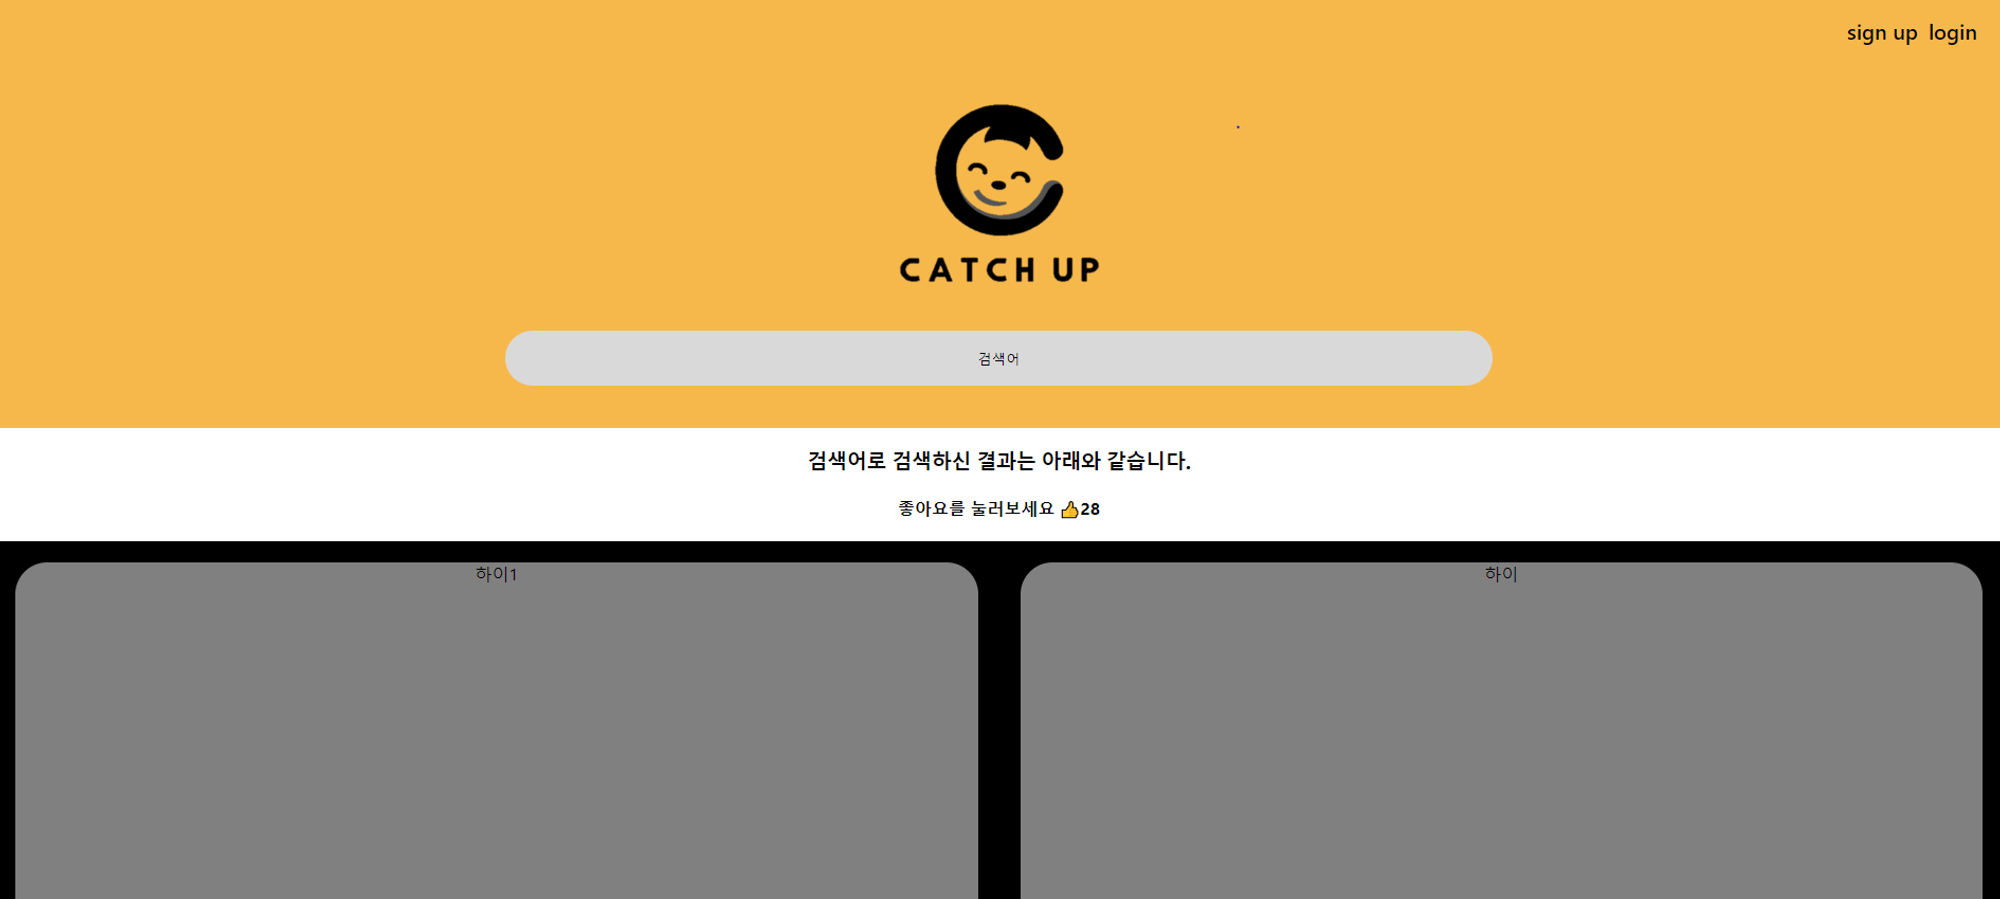 sign up login
CATCH UP
검색어
검색어로 검색하신 결과는 아래와 같습니다.
좋아요를 눌러보세요 👍28
하이1
하이